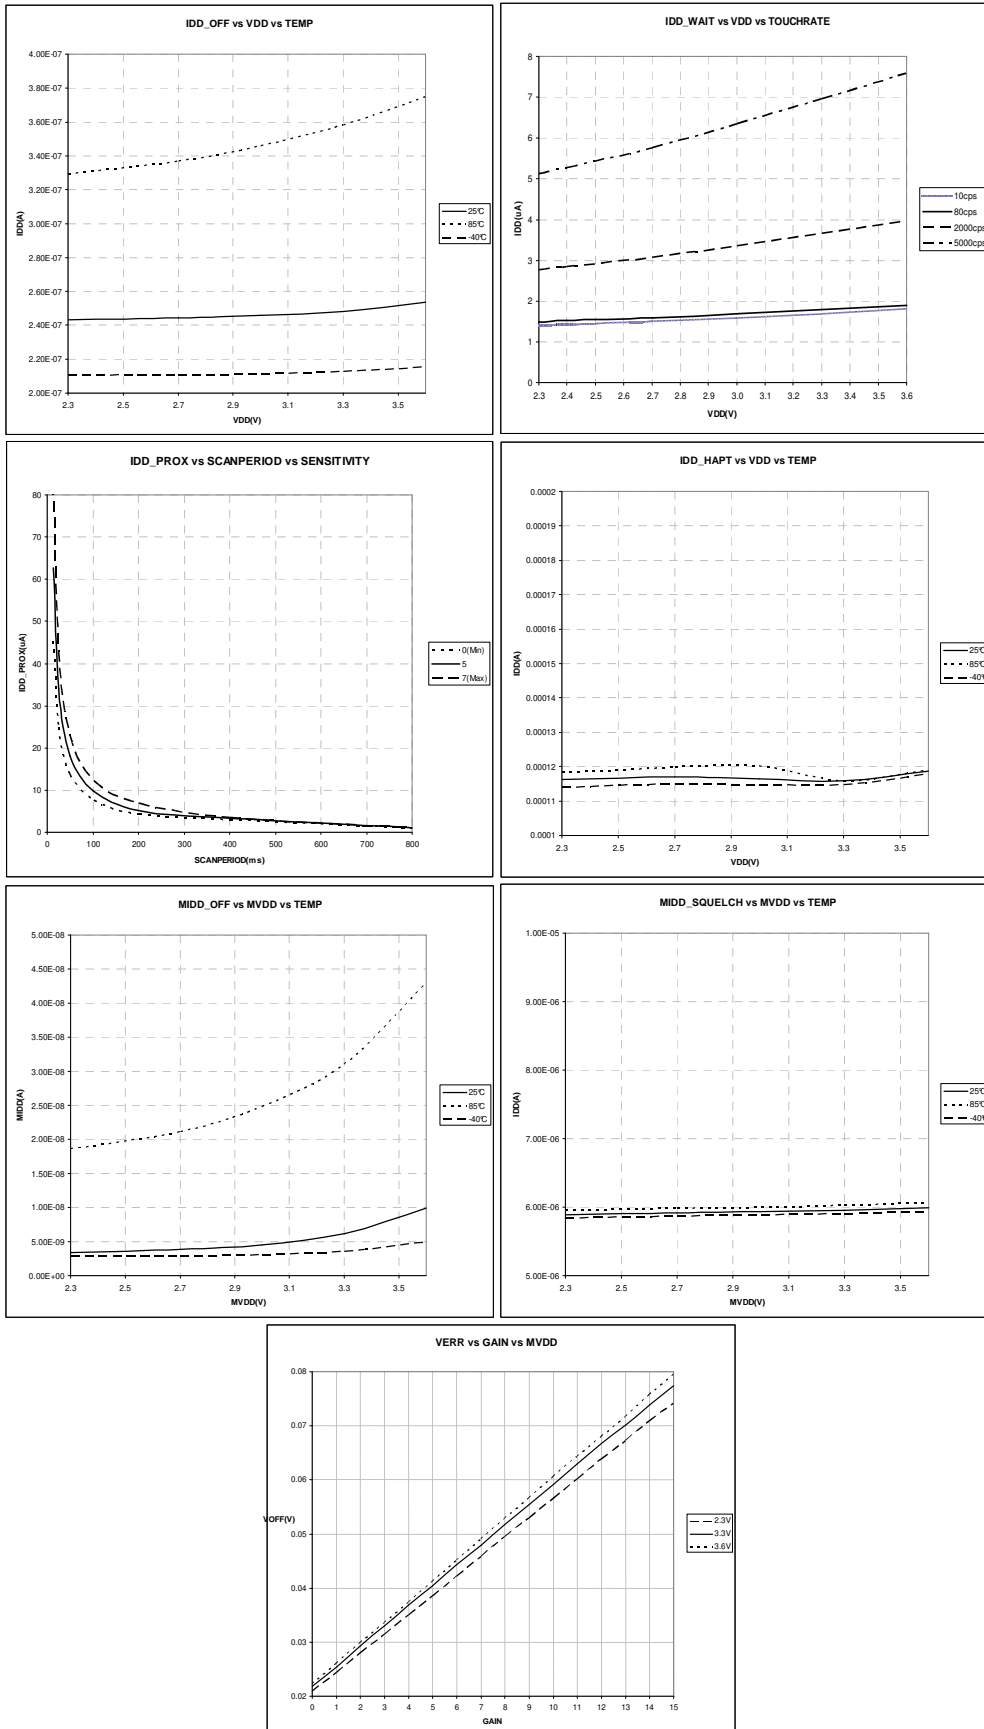 IDD_OFF vs VDD vs TEMP
4.00E-07
3.80E-07
3.60E-07
3.40E-07
3.20E-07
3.00E-07
2.80E-07
2.60E-07
2.40E-07
2.20E-07
2.00E-07
IDD(A)
2.3 2.5 2.7 2.9 3.1 3.3 3.5
VDD(V)
25°C
85°C
-40°C
IDD_WAIT vs VDD vs TOUCHRATE
8
7
6
5
4
3
2
1
0
IDD(uA)
2.3 2.4 2.5 2.6 2.7 2.8 2.9 3.0 3.1 3.2 3.3 3.4 3.5 3.6
VDD(V)
10cps
80cps
2000cps
5000cps
IDD_PROX vs SCANPERIOD vs SENSITIVITY
80
70
60
50
40
30
20
10
0
IDD_PROX(uA)
0 100 200 300 400 500 600 700 800
SCANPERIOD(ms)
0(Min)
5
7(Max)
IDD_HAPT vs VDD vs TEMP
0.0002
0.00019
0.00018
0.00017
0.00016
0.00015
0.00014
0.00013
0.00012
0.00011
0.0001
IDD(A)
2.3 2.5 2.7 2.9 3.1 3.3 3.5
VDD(V)
25°C
85°C
-40°C
MIDD_OFF vs MVDD vs TEMP
5.00E-08
4.50E-08
4.00E-08
3.50E-08
3.00E-08
2.50E-08
2.00E-08
1.50E-08
1.00E-08
5.00E-09
0.00E+00
MIDD(A)
2.3 2.5 2.7 2.9 3.1 3.3 3.5
MVDD(V)
25°C
85°C
-40°C
MIDD_SQUELCH vs MVDD vs TEMP
1.00E-05
9.00E-06
8.00E-06
7.00E-06
6.00E-06
5.00E-06
IDD(A)
2.3 2.5 2.7 2.9 3.1 3.3 3.5
MVDD(V)
25°C
85°C
-40°C
VERR vs GAIN vs MVDD
0.08
0.07
0.06
0.05
0.04
0.03
0.02
VOFF(V)
0 1 2 3 4 5 6 7 8 9 10 11 12 13 14 15
GAIN
2.3V
3.3V
3.6V